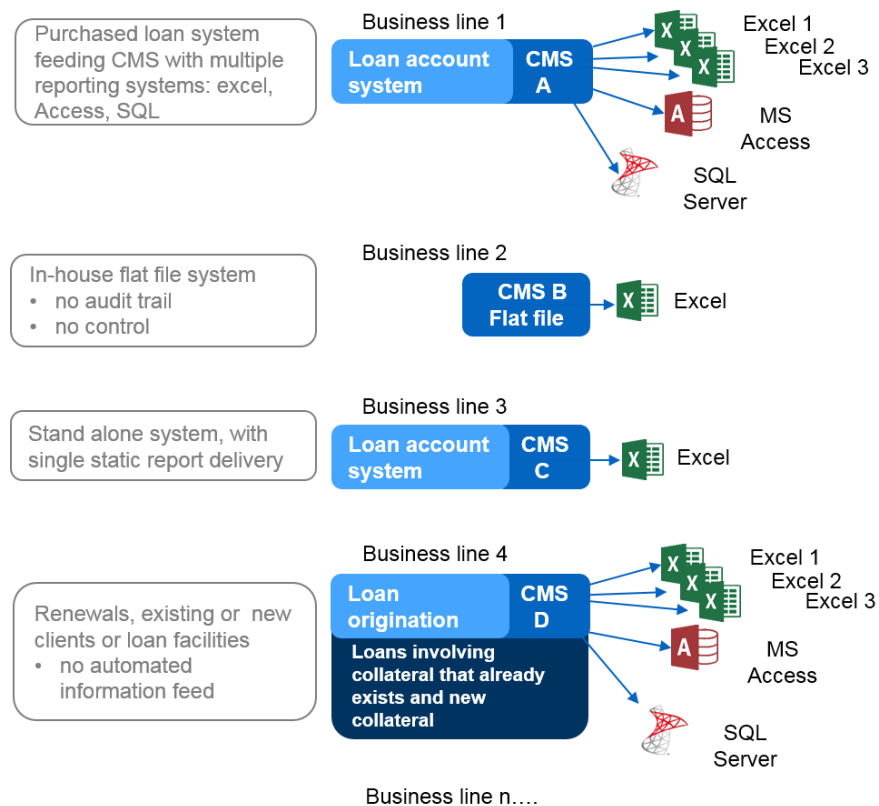 Purchased loan system
feeding CMS with multiple
reporting systems: excel,
Access, SQL
Business line 1
Loan account
system
CMS
A
X
X
X
Excel 1
Excel 2
Excel 3
A
MS
Access
SQL
Server
Business line 2
In-house flat file system
• no audit trail
• no control
CMS B
Flat file
X
Excel
Business line 3
Stand alone system, with
single static report delivery
Loan account
system
CMS
C
X
Excel
Business line 4
Renewals, existing or new
clients or loan facilities
• no automated
information feed
Loan
origination
CMS
D
Loans involving
collateral that already
exists and new
collateral
X
X
X
Excel 1
Excel 2
Excel 3
A
MS
Access
SQL
Server
Business line n….